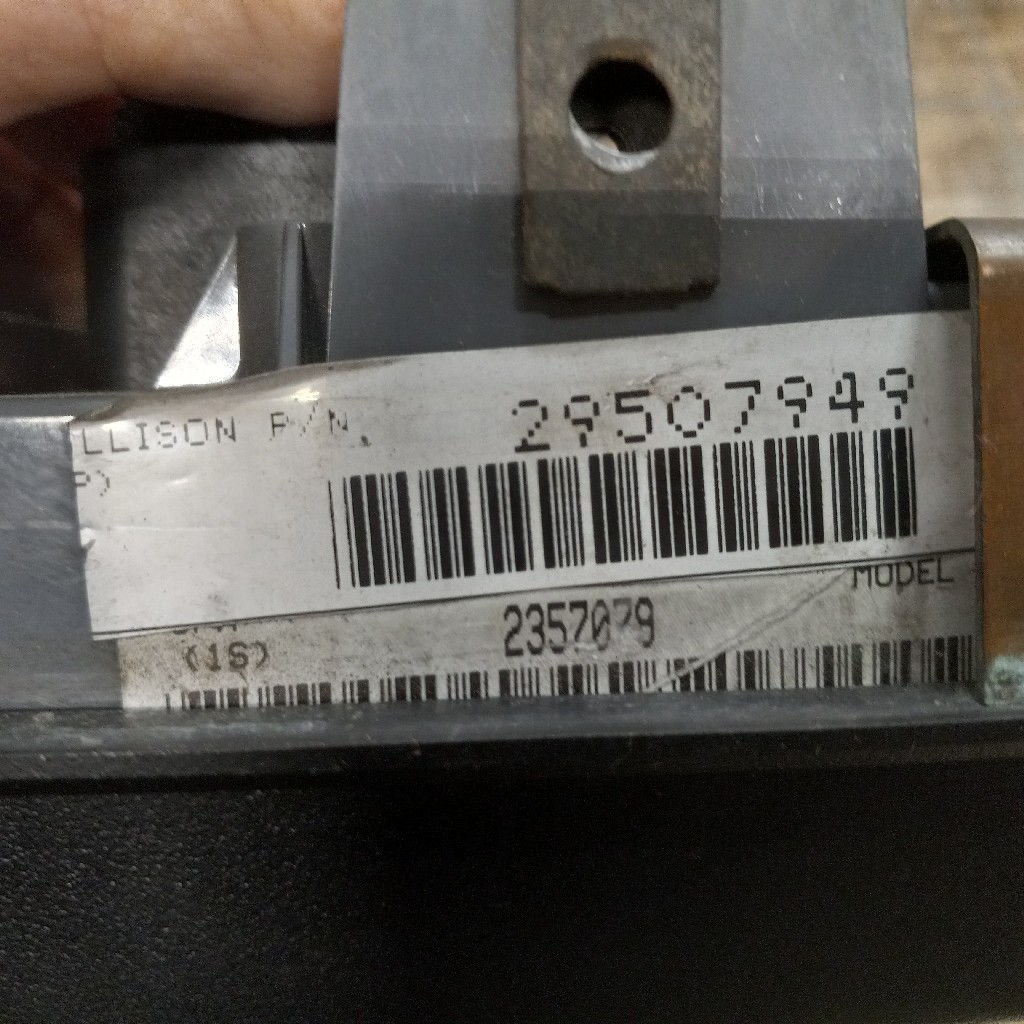 LLISON P/N. 29507949
P)
MODEL
(1S) 2357079